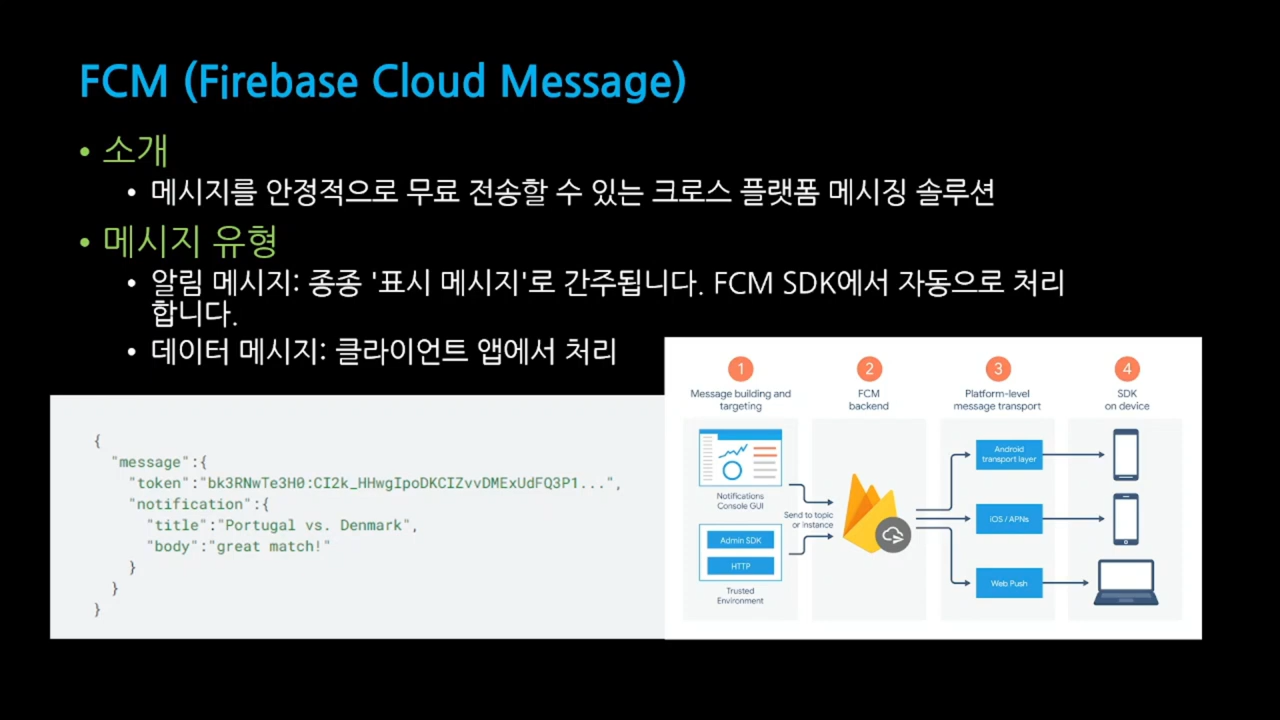 FCM (Firebase Cloud Message)
• 소개
• 메시지를 안정적으로 무료 전송할 수 있는 크로스 플랫폼 메시징 솔루션
• 메시지 유형
• 알림 메시지: 종종 '표시 메시지'로 간주됩니다. FCM SDK에서 자동으로 처리
합니다.
• 데이터 메시지: 클라이언트 앱에서 처리
{
"message":{
"token":"bk3RNwTe3H0:CI2k_HHwgIpoDKCIZvvDMExUdFQ3P1...",
"notification":{
"title":"Portugal vs. Denmark",
"body":"great match!"
}
}
}
1
Message building and
targeting
2
FCM
backend
3
Platform-level
message transport
4
SDK
on device
Notifications
Console GUI
Send to topic
or instance
Admin SDK
HTTP
Trusted
Environment
Android
transport layer
iOS / APNs
Web Push